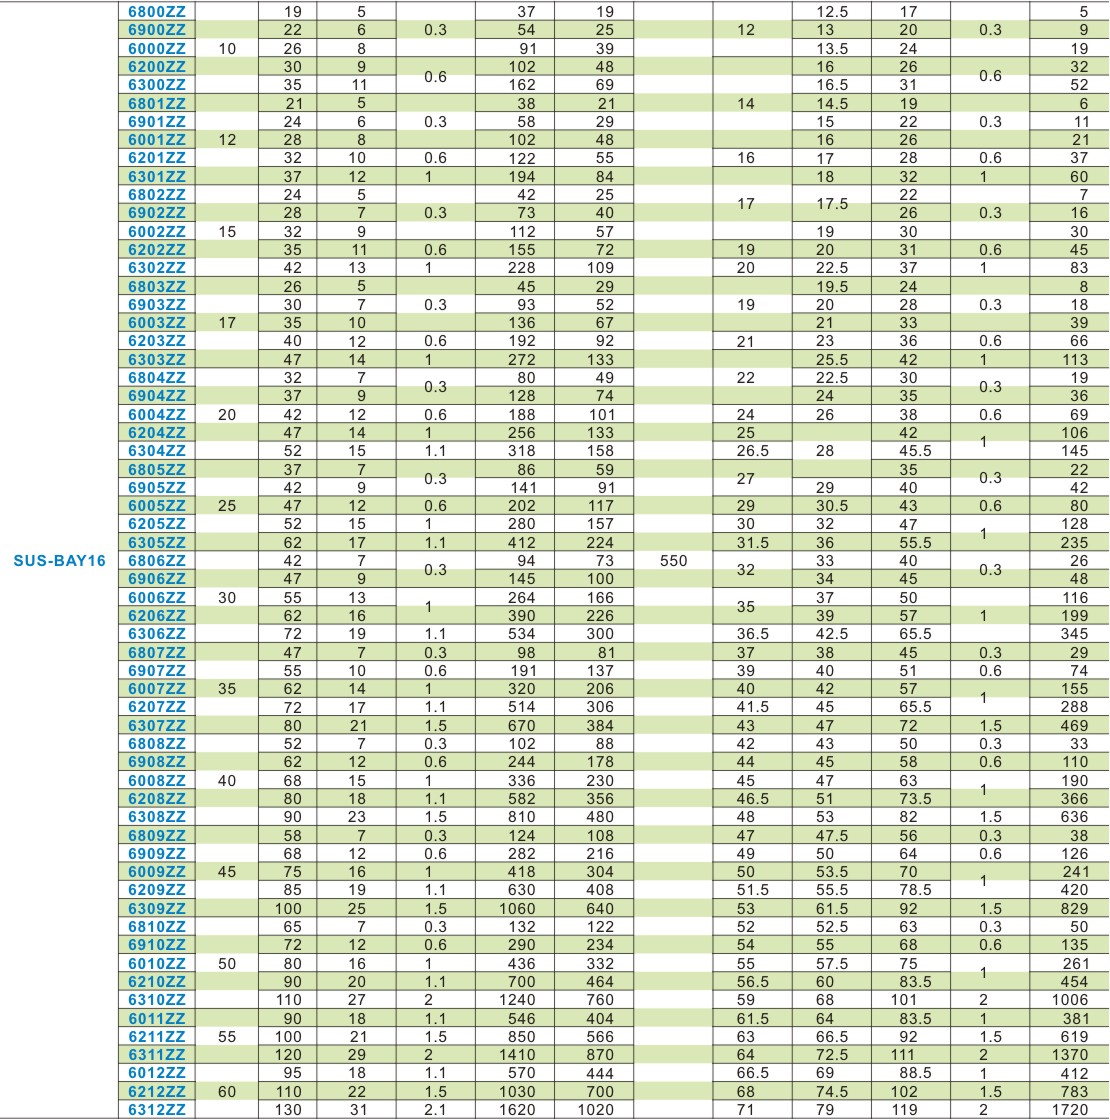 6800ZZ 19 5 37 19 12.5 17 5
6900ZZ 22 6 0.3 54 25 12 13 20 0.3 9
6000ZZ 10 26 8 91 39 13.5 24 19
6200ZZ 30 9 0.6 102 48 16 26 0.6 32
6300ZZ 35 11 162 69 16.5 31 52
6801ZZ 21 5 38 21 14 14.5 19 6
6901ZZ 24 6 0.3 58 29 15 22 0.3 11
6001ZZ 12 28 8 102 48 16 26 21
6201ZZ 32 10 0.6 122 55 16 17 28 0.6 37
6301ZZ 37 12 1 194 84 18 32 1 60
6802ZZ 24 5 42 25 17 17.5 22 7
6902ZZ 28 7 0.3 73 40 26 0.3 16
6002ZZ 15 32 9 112 57 19 30 30
6202ZZ 35 11 0.6 155 72 19 20 31 0.6 45
6302ZZ 42 13 1 228 109 20 22.5 37 1 83
6803ZZ 26 5 45 29 19.5 24 8
6903ZZ 30 7 0.3 93 52 19 20 28 0.3 18
6003ZZ 17 35 10 136 67 21 33 39
6203ZZ 40 12 0.6 192 92 21 23 36 0.6 66
6303ZZ 47 14 1 272 133 25.5 42 1 113
6804ZZ 32 7 0.3 80 49 22 22.5 30 0.3 19
6904ZZ 37 9 128 74 24 35 36
6004ZZ 20 42 12 0.6 188 101 24 26 38 0.6 69
6204ZZ 47 14 1 256 133 25 42 1 106
6304ZZ 52 15 1.1 318 158 26.5 28 45.5 145
6805ZZ 37 7 0.3 86 59 27 35 0.3 22
6905ZZ 42 9 141 91 29 40 42
6005ZZ 25 47 12 0.6 202 117 29 30.5 43 0.6 80
6205ZZ 52 15 1 280 157 30 32 47 1 128
6305ZZ 62 17 1.1 412 224 31.5 36 55.5 235
SUS-BAY16 6806ZZ 42 7 0.3 94 73 550 32 33 40 0.3 26
6906ZZ 47 9 145 100 34 45 48
6006ZZ 30 55 13 1 264 166 35 37 50 116
6206ZZ 62 16 390 226 39 57 1 199
6306ZZ 72 19 1.1 534 300 36.5 42.5 65.5 345
6807ZZ 47 7 0.3 98 81 37 38 45 0.3 29
6907ZZ 55 10 0.6 191 137 39 40 51 0.6 74
6007ZZ 35 62 14 1 320 206 40 42 57 1 155
6207ZZ 72 17 1.1 514 306 41.5 45 65.5 288
6307ZZ 80 21 1.5 670 384 43 47 72 1.5 469
6808ZZ 52 7 0.3 102 88 42 43 50 0.3 33
6908ZZ 62 12 0.6 244 178 44 45 58 0.6 110
6008ZZ 40 68 15 1 336 230 45 47 63 1 190
6208ZZ 80 18 1.1 582 356 46.5 51 73.5 366
6308ZZ 90 23 1.5 810 480 48 53 82 1.5 636
6809ZZ 58 7 0.3 124 108 47 47.5 56 0.3 38
6909ZZ 68 12 0.6 282 216 49 50 64 0.6 126
6009ZZ 45 75 16 1 418 304 50 53.5 70 1 241
6209ZZ 85 19 1.1 630 408 51.5 55.5 78.5 420
6309ZZ 100 25 1.5 1060 640 53 61.5 92 1.5 829
6810ZZ 65 7 0.3 132 122 52 52.5 63 0.3 50
6910ZZ 72 12 0.6 290 234 54 55 68 0.6 135
6010ZZ 50 80 16 1 436 332 55 57.5 75 1 261
6210ZZ 90 20 1.1 700 464 56.5 60 83.5 454
6310ZZ 110 27 2 1240 760 59 68 101 2 1006
6011ZZ 90 18 1.1 546 404 61.5 64 83.5 1 381
6211ZZ 55 100 21 1.5 850 566 63 66.5 92 1.5 619
6311ZZ 120 29 2 1410 870 64 72.5 111 2 1370
6012ZZ 95 18 1.1 570 444 66.5 69 88.5 1 412
6212ZZ 60 110 22 1.5 1030 700 68 74.5 102 1.5 783
6312ZZ 130 31 2.1 1620 1020 71 79 119 2 1720